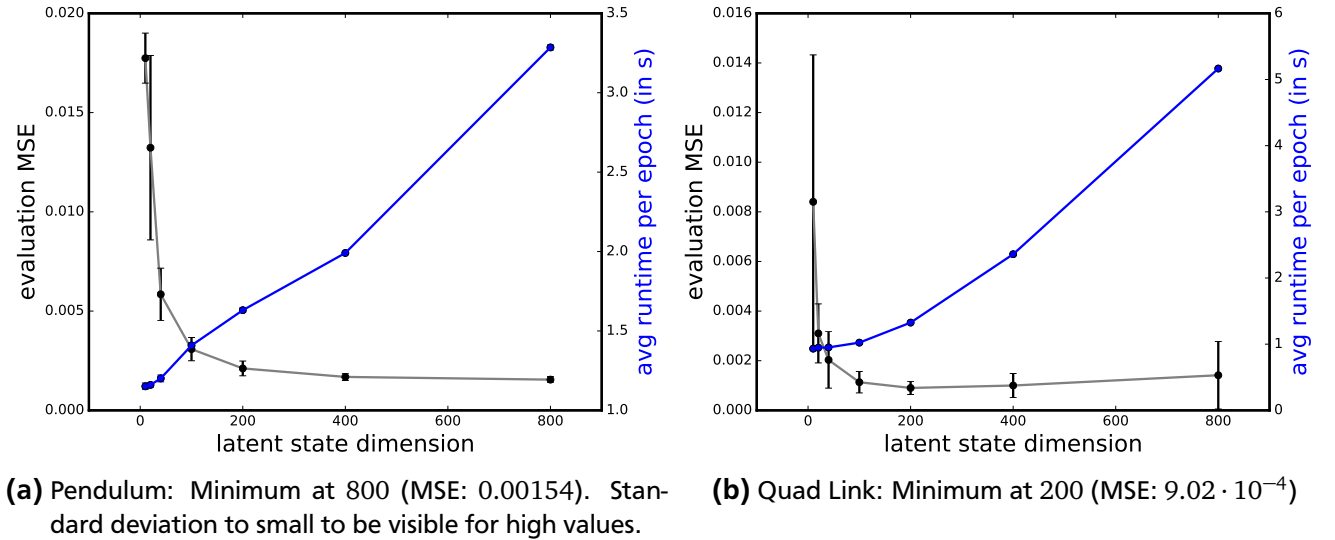 0.020
0.015
0.010
0.005
0.000
evaluation MSE
3.5
3.0
2.5
2.0
1.5
1.0
avg runtime per epoch (in s)
0 200 400 600 800
latent state dimension
0.016
0.014
0.012
0.010
0.008
0.006
0.004
0.002
0.000
evaluation MSE
6
5
4
3
2
1
0
avg runtime per epoch (in s)
0 200 400 600 800
latent state dimension
(a) Pendulum: Minimum at 800 (MSE: 0.00154). Stan-
dard deviation to small to be visible for high values.
(b) Quad Link: Minimum at 200 (MSE: 9.02 · 10⁻⁴)